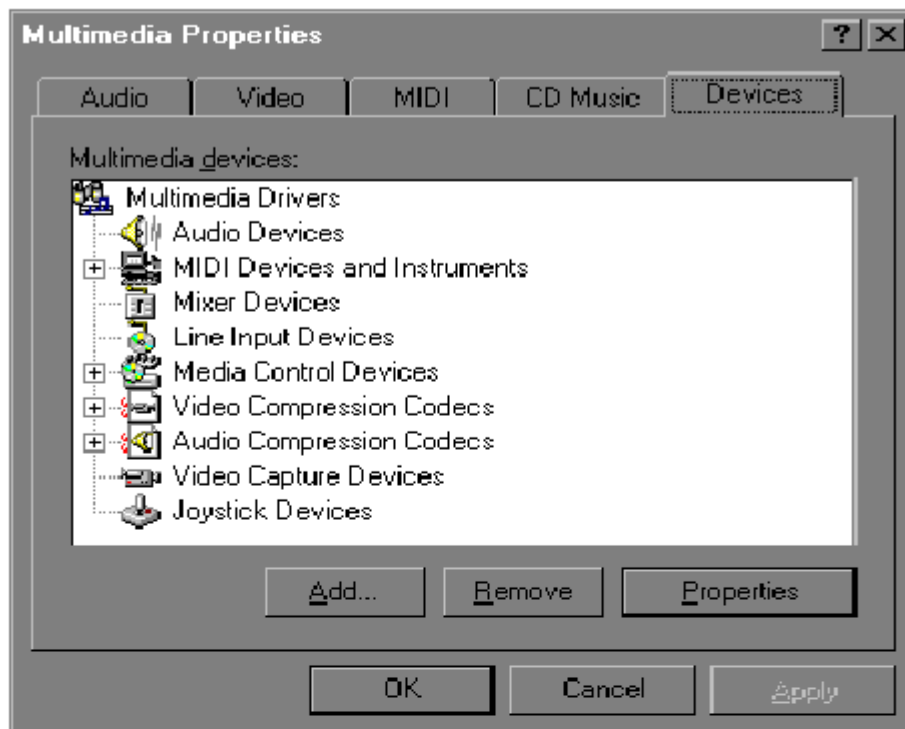 Multimedia Properties
Audio Video MIDI CD Music Devices
Multimedia devices:
Multimedia Drivers
Audio Devices
MIDI Devices and Instruments
Mixer Devices
Line Input Devices
Media Control Devices
Video Compression Codecs
Audio Compression Codecs
Video Capture Devices
Joystick Devices
Add... Remove Properties
OK Cancel Apply